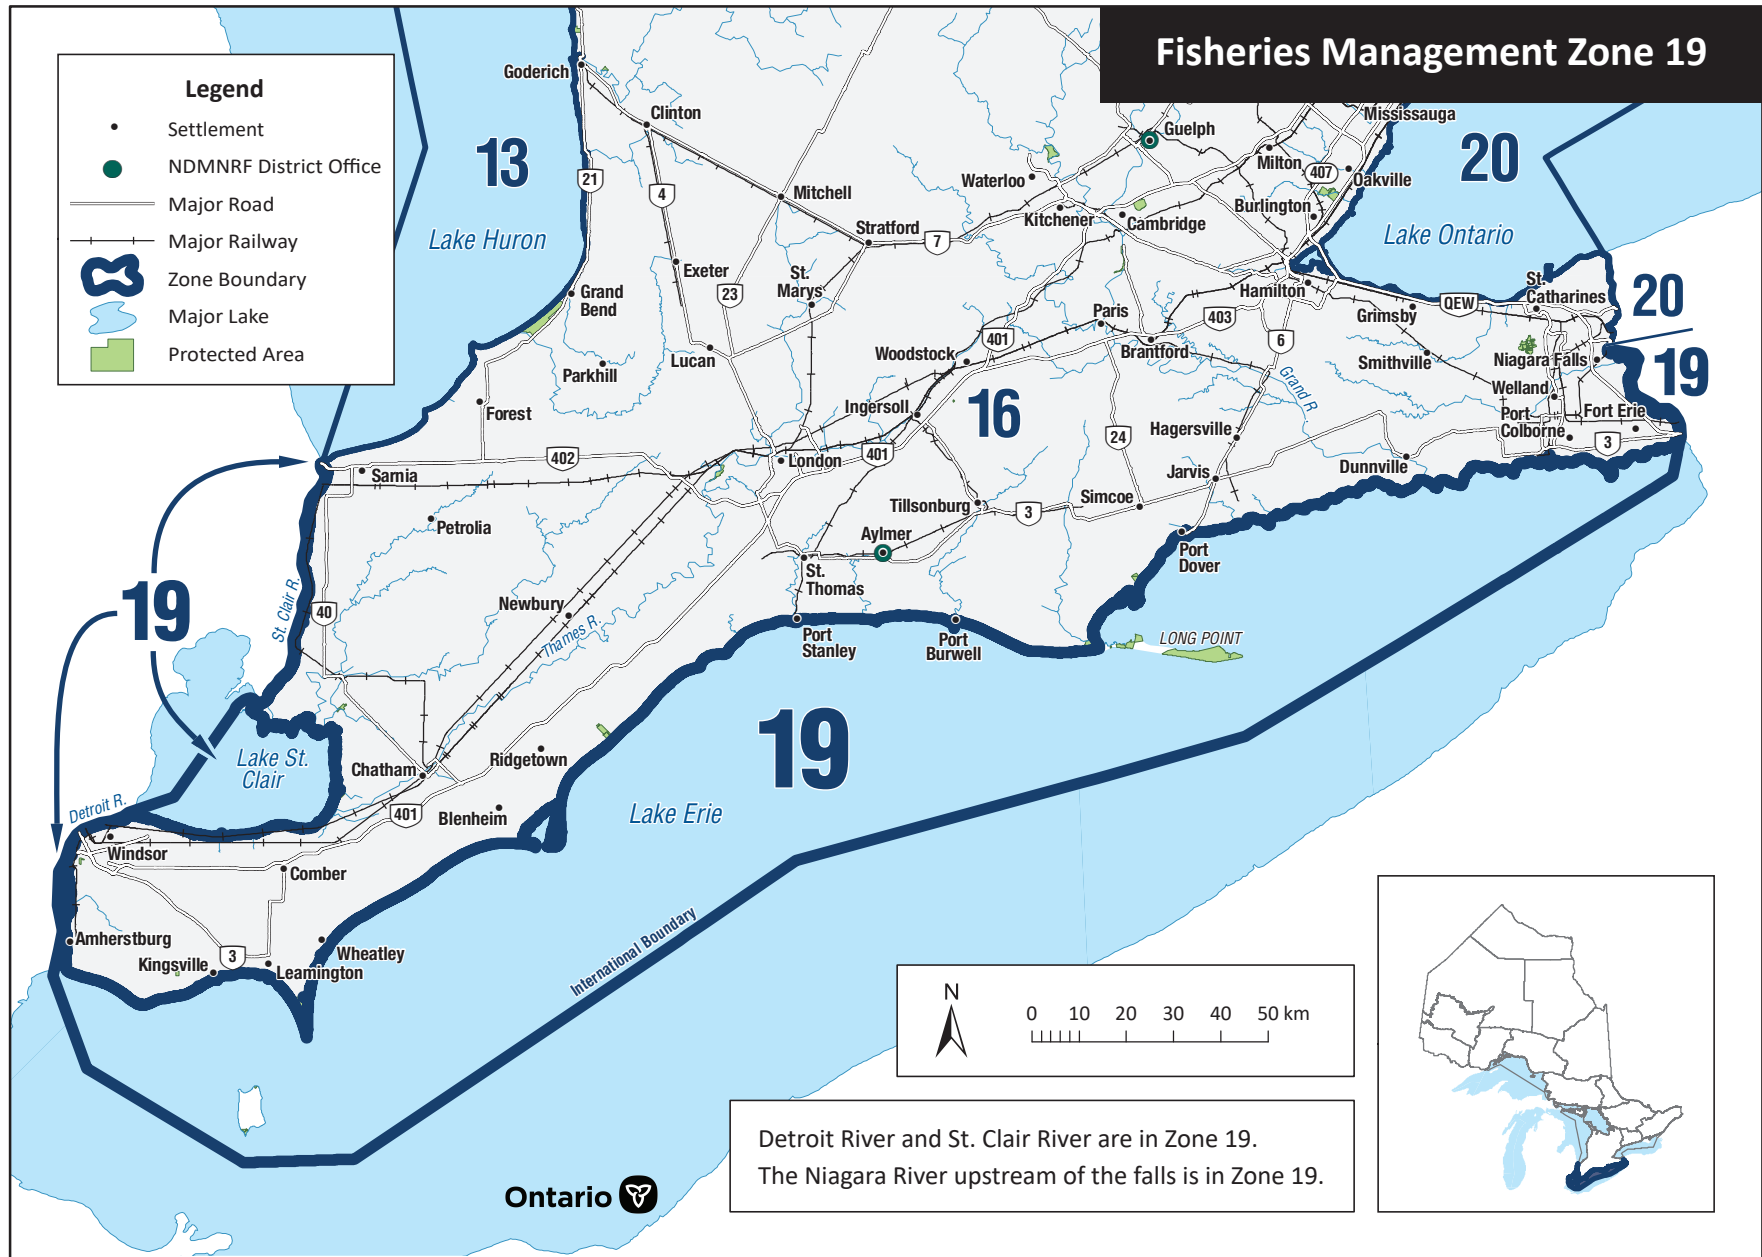 Fisheries Management Zone 19
Legend
Settlement
NDMNRF District Office
Major Road
Major Railway
Zone Boundary
Major Lake
Protected Area
Goderich
Clinton
13
21
4
Lake Huron
Mitchell
Stratford
7
Exeter
23
St.
Marys
Grand
Bend
Lucan
Parkhill
Forest
Guelph
Mississauga
Milton
407
Oakville
Waterloo
Kitchener
Cambridge
Burlington
20
Lake Ontario
Hamilton
QEW
St.
Catharines
20
Grimsby
Paris
403
401
Woodstock
Brantford
6
Smithville
Niagara Falls
19
Welland
Grand R.
Ingersoll
16
Port
Colborne
Fort Erie
3
24
Hagersville
Dunnville
Jarvis
Simcoe
402
London
401
Sarnia
Petrolia
Tillsonburg
3
Aylmer
St.
Thomas
Port
Dover
19
St. Clair R.
40
Newbury
Thames R.
Port
Stanley
Port
Burwell
LONG POINT
19
Lake St.
Clair
Chatham
Ridgetown
Detroit R.
401
Blenheim
Lake Erie
Windsor
Comber
Amherstburg
Kingsville
3
Leamington
Wheatley
International Boundary
N
0 10 20 30 40 50 km
Detroit River and St. Clair River are in Zone 19.
The Niagara River upstream of the falls is in Zone 19.
Ontario